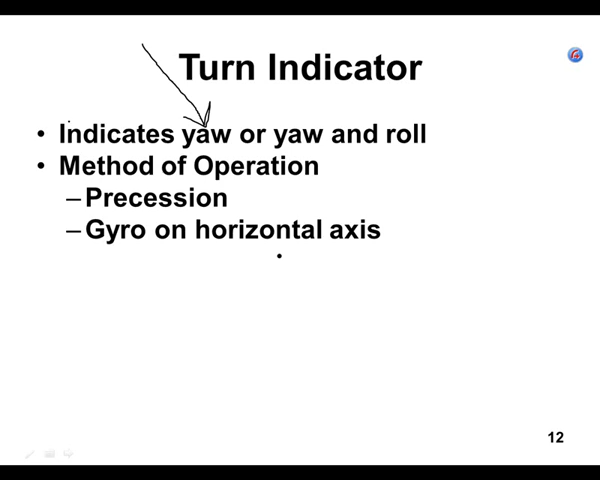 Turn Indicator
• Indicates yaw or yaw and roll
• Method of Operation
–Precession
–Gyro on horizontal axis
12